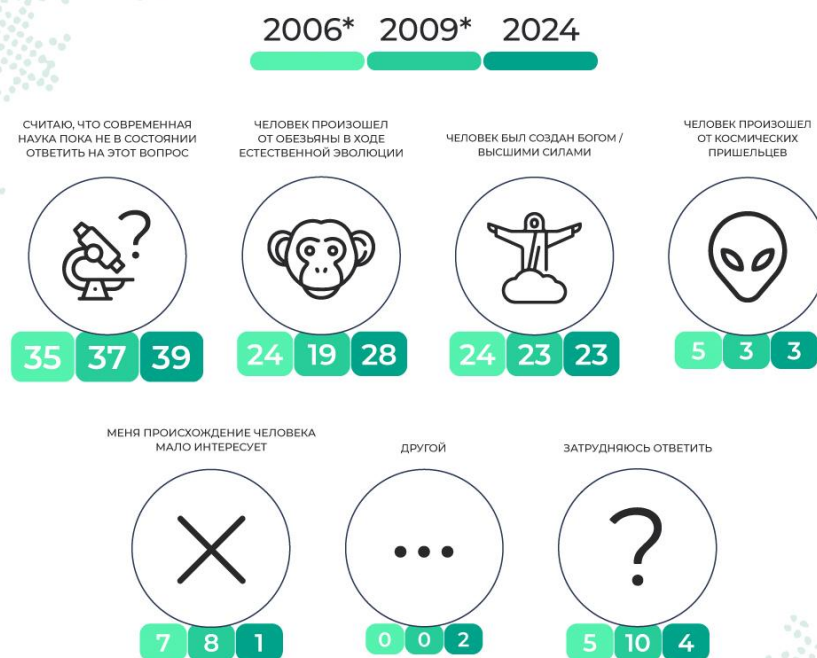 2006* 2009* 2024
СЧИТАЮ, ЧТО СОВРЕМЕННАЯ
НАУКА ПОКА НЕ В СОСТОЯНИИ
ОТВЕТИТЬ НА ЭТОТ ВОПРОС
35 37 39
ЧЕЛОВЕК ПРОИЗОШЕЛ
ОТ ОБЕЗЬЯНЫ В ХОДЕ
ЕСТЕСТВЕННОЙ ЭВОЛЮЦИИ
24 19 28
ЧЕЛОВЕК БЫЛ СОЗДАН БОГОМ /
ВЫСШИМИ СИЛАМИ
24 23 23
ЧЕЛОВЕК ПРОИЗОШЕЛ
ОТ КОСМИЧЕСКИХ
ПРИШЕЛЬЦЕВ
5 3 3
МЕНЯ ПРОИСХОЖДЕНИЕ ЧЕЛОВЕКА
МАЛО ИНТЕРЕСУЕТ
7 8 1
ДРУГОЙ
0 0 2
ЗАТРУДНЯЮСЬ ОТВЕТИТЬ
5 10 4